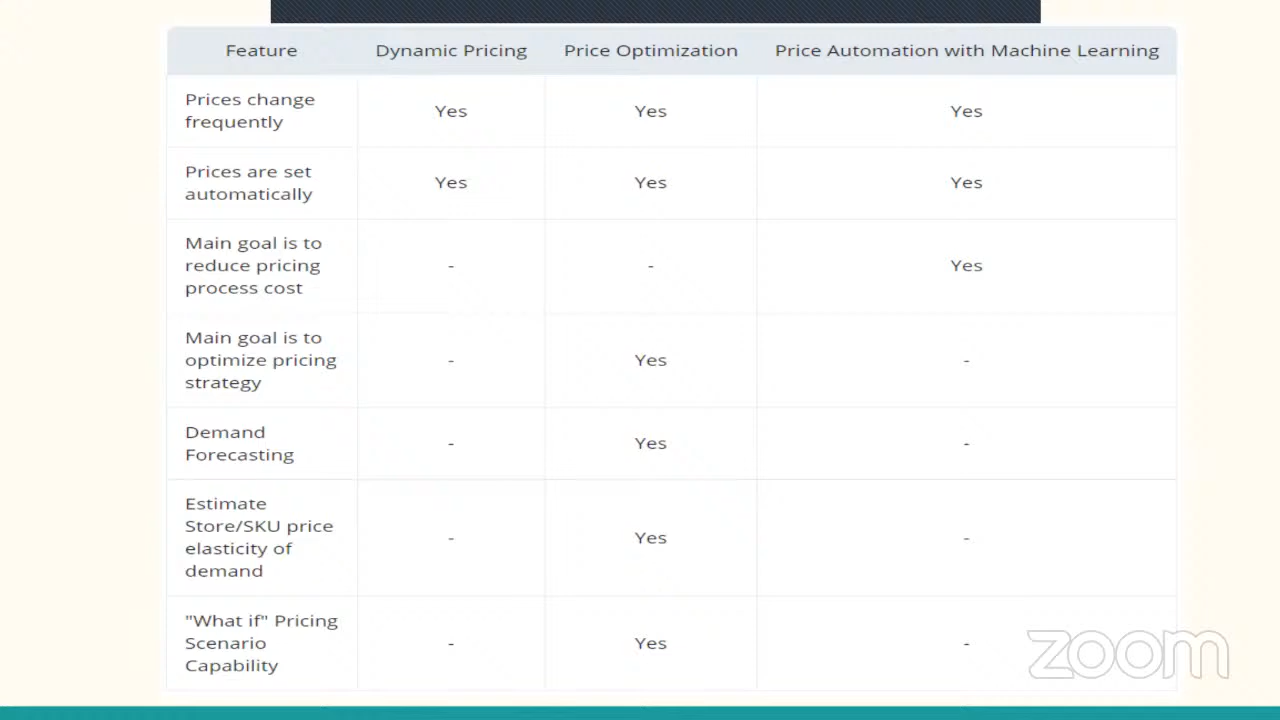 Feature Dynamic Pricing Price Optimization Price Automation with Machine Learning
Prices change
frequently
Yes Yes Yes
Prices are set
automatically
Yes Yes Yes
Main goal is to
reduce pricing
process cost
- - Yes
Main goal is to
optimize pricing
strategy
- Yes -
Demand
Forecasting
- Yes -
Estimate
Store/SKU price
elasticity of
demand
- Yes -
"What if" Pricing
Scenario
Capability
- Yes -
zoom